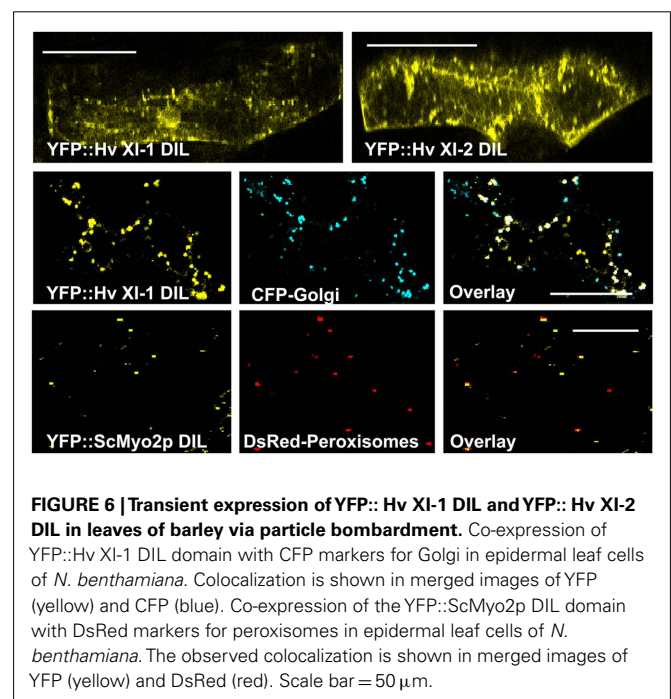 YFP::Hv XI-1 DIL
YFP::Hv XI-2 DIL
YFP::Hv XI-1 DIL
CFP-Golgi
Overlay
YFP::ScMyo2p DIL
DsRed-Peroxisomes
Overlay
FIGURE 6 | Transient expression of YFP:: Hv XI-1 DIL and YFP:: Hv XI-2
DIL in leaves of barley via particle bombardment. Co-expression of
YFP::Hv XI-1 DIL domain with CFP markers for Golgi in epidermal leaf cells
of N. benthamiana. Colocalization is shown in merged images of YFP
(yellow) and CFP (blue). Co-expression of the YFP::ScMyo2p DIL domain
with DsRed markers for peroxisomes in epidermal leaf cells of N.
benthamiana. The observed colocalization is shown in merged images of
YFP (yellow) and DsRed (red). Scale bar = 50 μm.